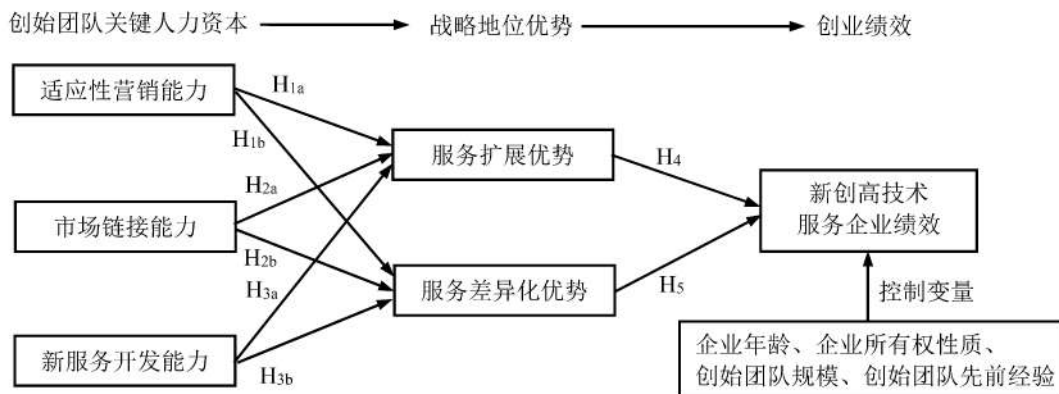 创始团队关键人力资本 战略地位优势 创业绩效
适应性营销能力
H1a
H1b
服务扩展优势
H4
H2a
市场链接能力
新创高技术
服务企业绩效
H2b
H3a
服务差异化优势
H5
控制变量
新服务开发能力
H3b
企业年龄、企业所有权性质、
创始团队规模、创始团队先前经验